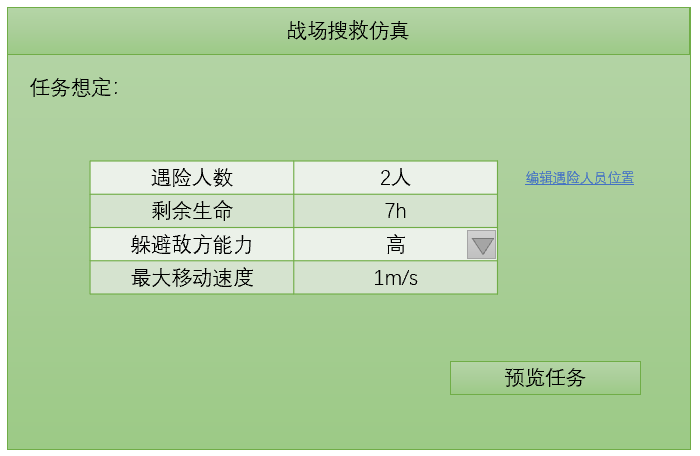 战场搜救仿真
任务想定：
遇险人数 2人 编辑遇险人员位置
剩余生命 7h
躲避敌方能力 高
最大移动速度 1m/s
预览任务